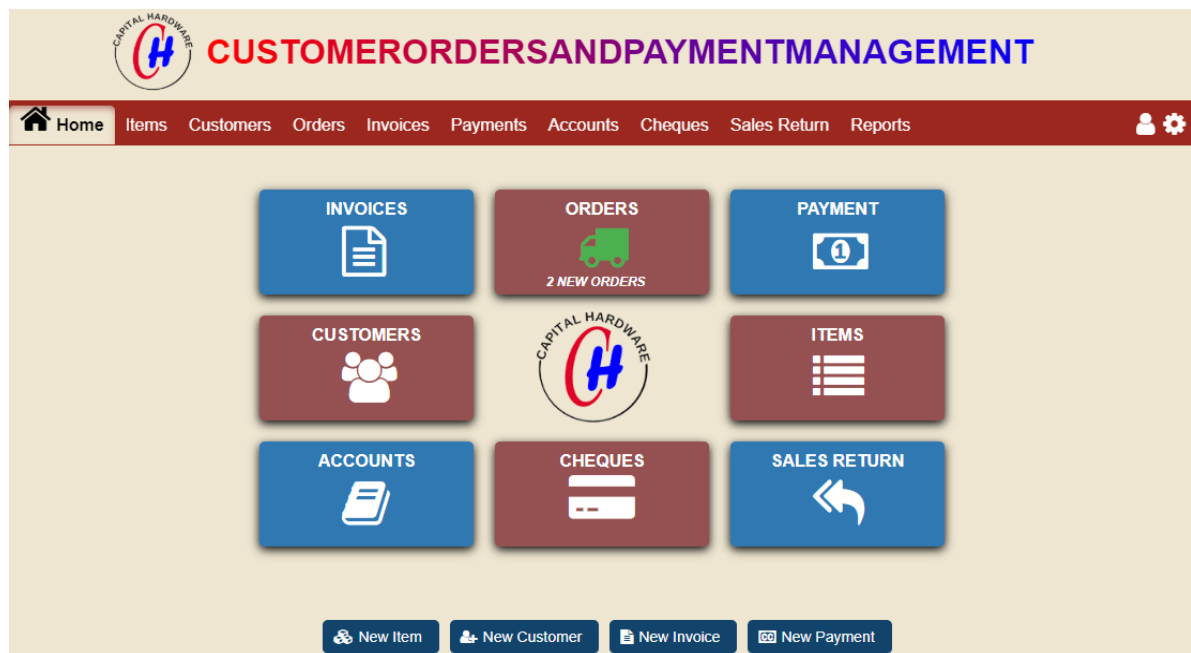 CAPITAL HARDWARE
CH
CUSTOMERORDERSANDPAYMENTMANAGEMENT
Home Items Customers Orders Invoices Payments Accounts Cheques Sales Return Reports
INVOICES ORDERS PAYMENT
1
2 NEW ORDERS
CUSTOMERS CAPITAL HARDWARE ITEMS
CH
ACCOUNTS CHEQUES SALES RETURN
New Item New Customer New Invoice New Payment